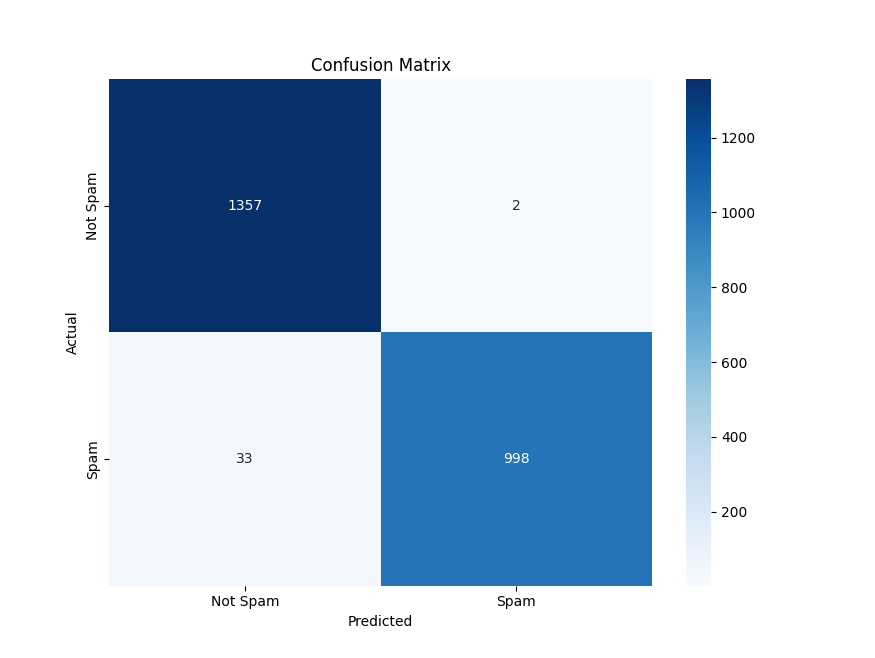 Confusion Matrix
Not Spam
1357
2
1200
1000
800
600
400
200
Actual
Spam
33
998
Not Spam
Spam
Predicted